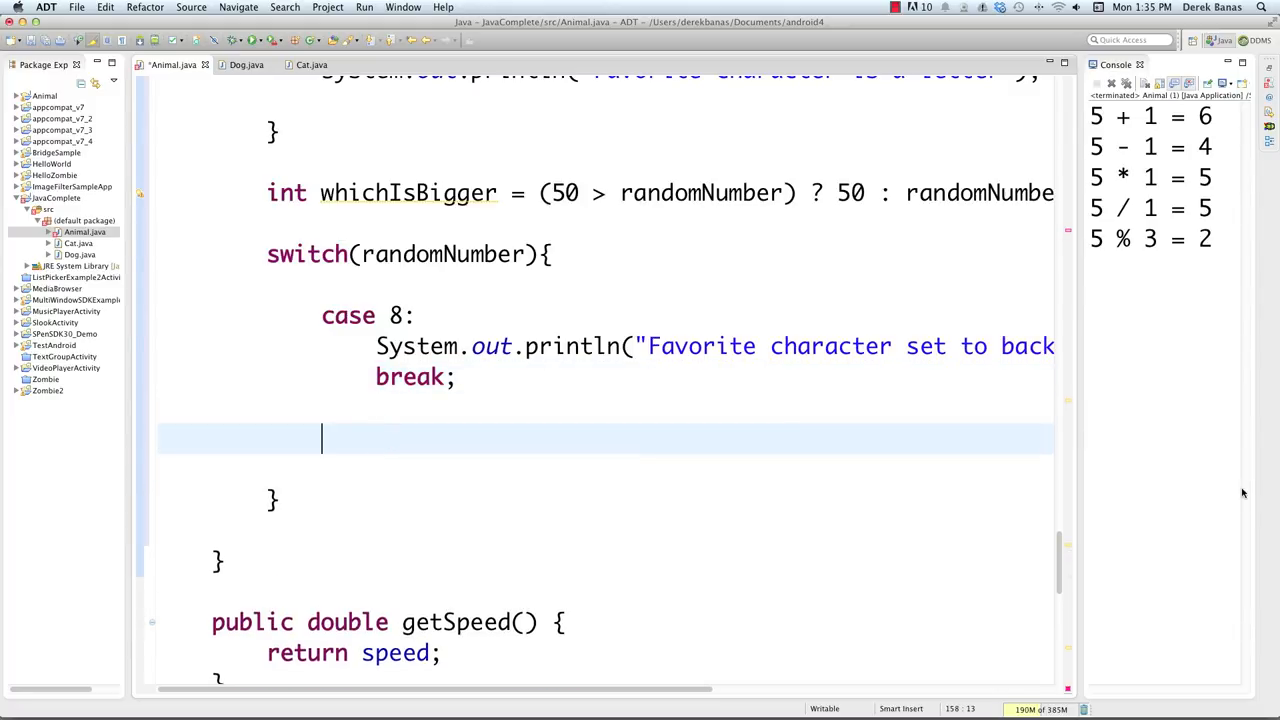 ADT File Edit Refactor Source Navigate Search Project Run Window Help 10 Mon 1:35 PM Derek Banas
Java - JavaComplete/src/Animal.java - ADT - /Users/derekbanas/Documents/android4
Quick Access Java DDMS
Package Exp *Animal.java Dog.java Cat.java Console
<terminated> Animal (1) [Java Application] /S
Animal
appcompat_v7
appcompat_v7_2
appcompat_v7_3
appcompat_v7_4
BridgeSample
HelloWorld
HelloZombie
ImageFilterSampleApp
JavaComplete
src
(default package)
Animal.java
Cat.java
Dog.java
JRE System Library [Ja
ListPickerExample2Activi
MediaBrowser
MultiWindowSDKExample
MusicPlayerActivity
SlookActivity
SPenSDK30_Demo
TestAndroid
TextGroupActivity
VideoPlayerActivity
Zombie
Zombie2
System.out.println("Favorite character is a letter");
}
int whichIsBigger = (50 > randomNumber) ? 50 : randomNumbe
switch(randomNumber){
case 8:
System.out.println("Favorite character set to back
break;
}
}
public double getSpeed() {
return speed;
}
5 + 1 = 6
5 - 1 = 4
5 * 1 = 5
5 / 1 = 5
5 % 3 = 2
Writable Smart Insert 158 : 13 190M of 385M